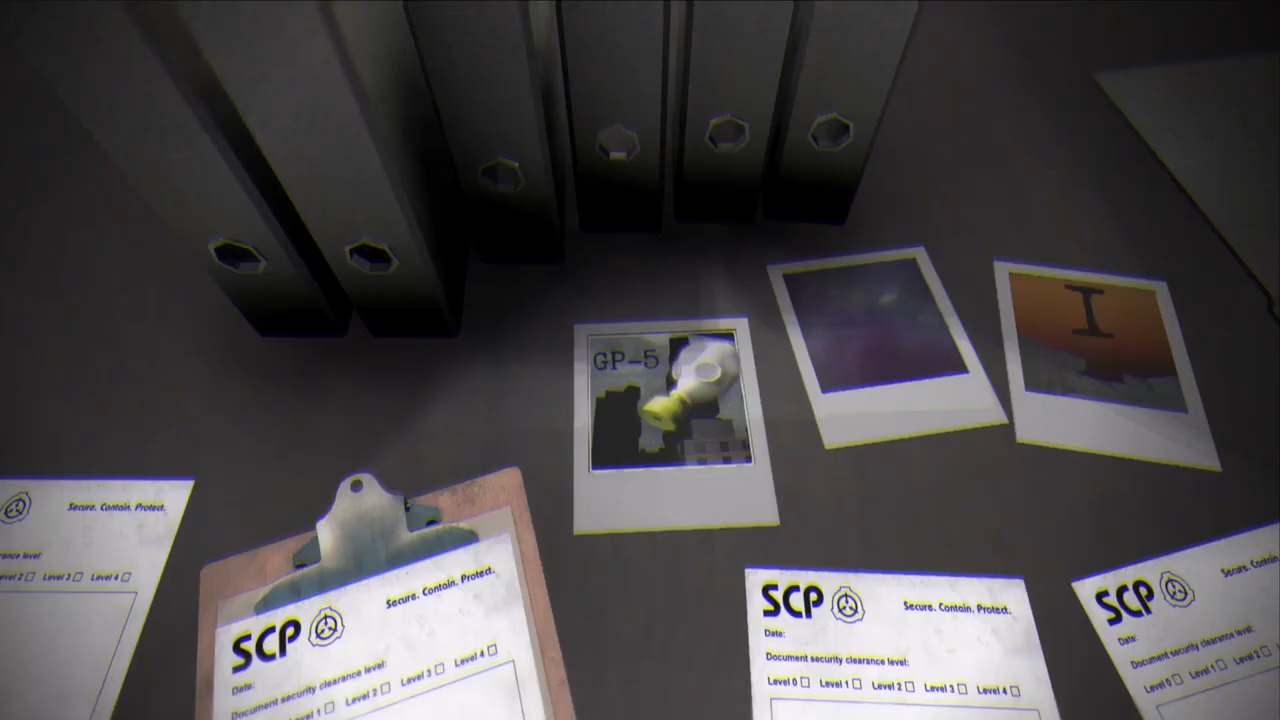 GP-5
I
Secure. Contain. Protect.
Level 2 Level 3 Level 4
SCP Secure. Contain. Protect.
Date:
Document security clearance level:
Level 1 Level 2 Level 3 Level 4
SCP Secure. Contain. Protect.
Date:
Document security clearance level:
Level 0 Level 1 Level 2 Level 3 Level 4
SCP Secure.
Date:
Document security clearance level:
Level 0 Level 1 Level 2